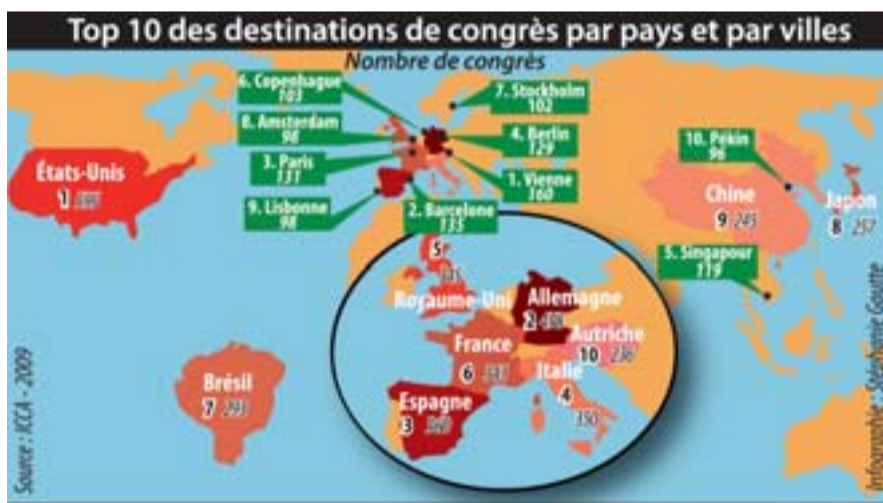 Top 10 des destinations de congrès par pays et par villes
Nombre de congrès
6. Copenhague
103
7. Stockholm
102
8. Amsterdam
98
4. Berlin
129
10. Pékin
96
3. Paris
131
1. Vienne
160
9. Lisbonne
98
2. Barcelone
135
5. Singapour
119
États-Unis
1
Chine
9 245
Japon
8 257
5
Royaume-Uni
Allemagne
2
Autriche
10 236
France
6
Italie
4
350
Espagne
3
Brésil
7 293
Source : ICCA - 2009
Infographie : Stéphanie Goutte